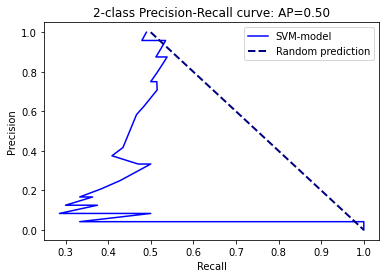 2-class Precision-Recall curve: AP=0.50
SVM-model
Random prediction
Precision
1.0
0.8
0.6
0.4
0.2
0.0
0.3 0.4 0.5 0.6 0.7 0.8 0.9 1.0
Recall